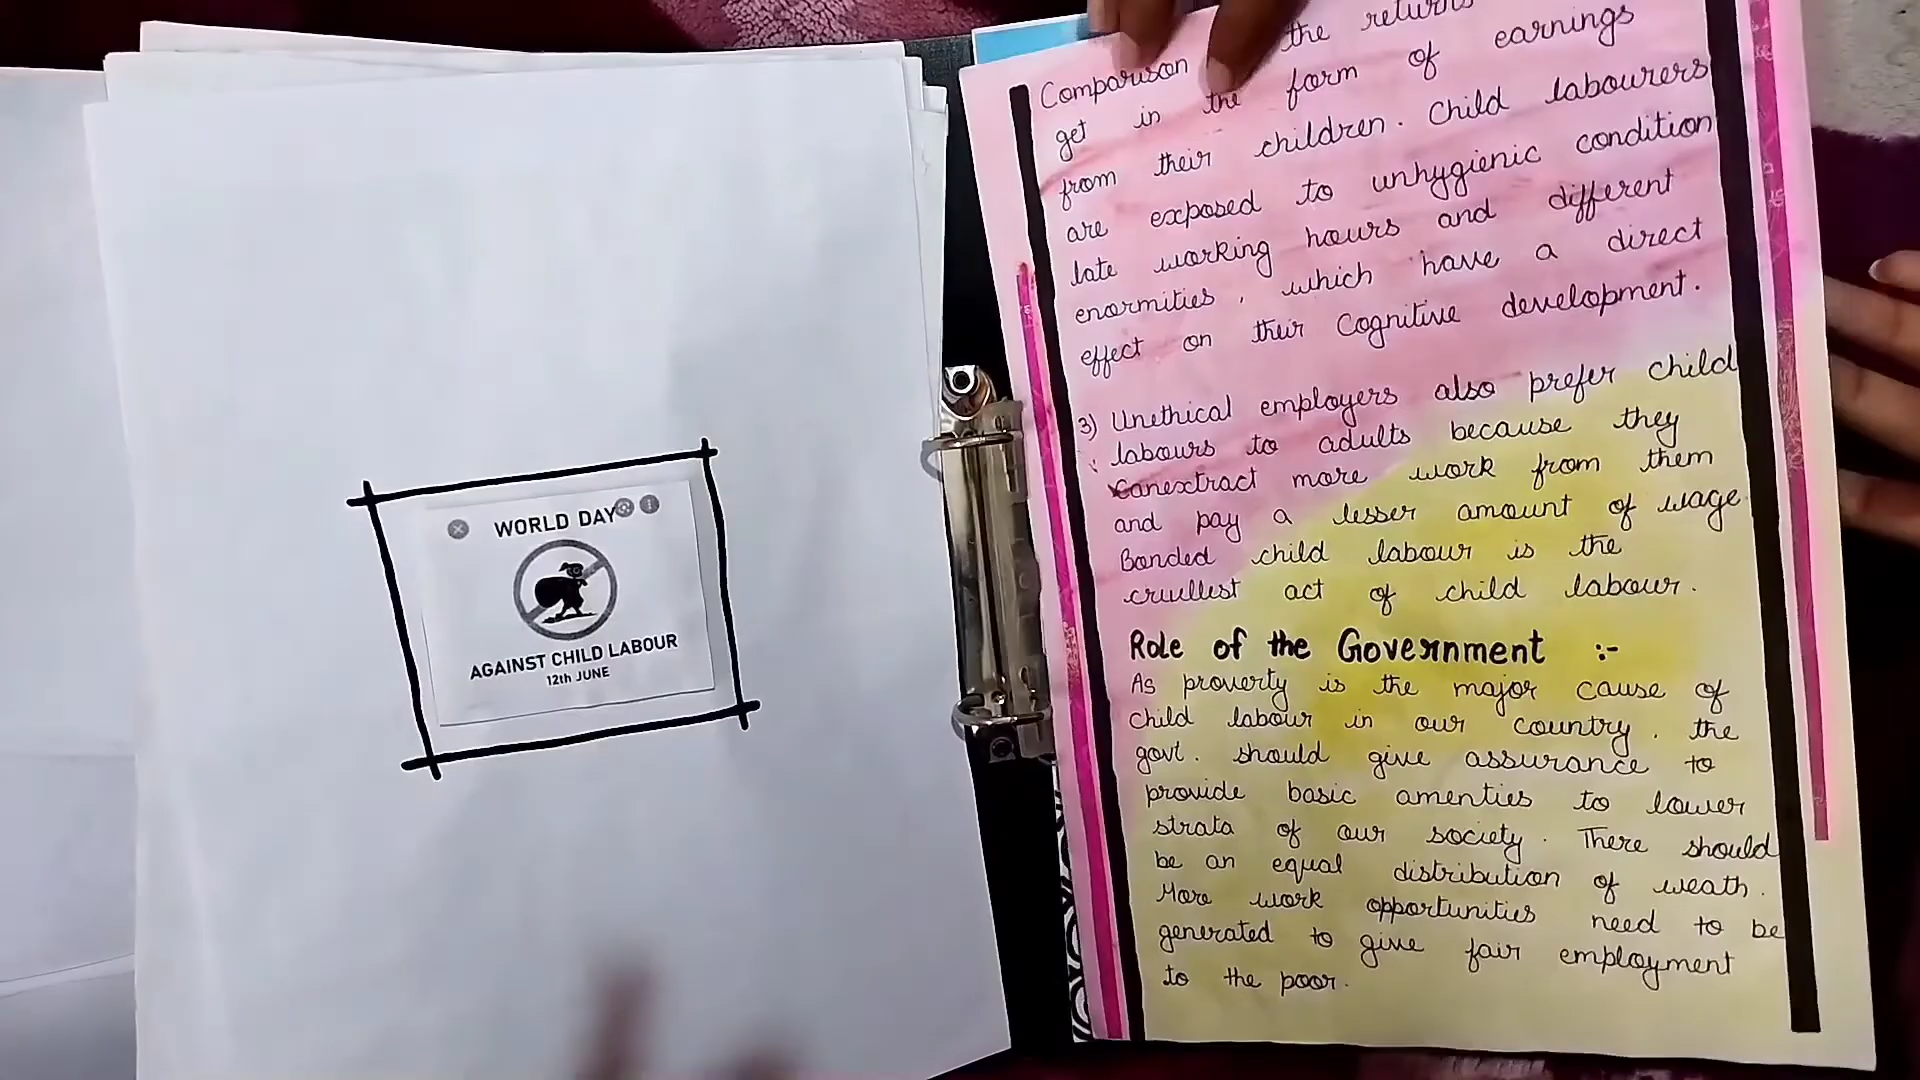 WORLD DAY
AGAINST CHILD LABOUR
12th JUNE
Comparison the returns
get in the form of earnings
from their children. Child labourers
are exposed to unhygienic condition
late working hours and different
enormities, which have a direct
effect on their Cognitive development.
3) Unethical employers also prefer child
labours to adults because they
Canextract more work from them
and pay a lesser amount of wage
Bonded child labour is the
cruellest act of child labour.
Role of the Government :-
As proverty is the major cause of
child labour in our country. the
govt. should give assurance to
provide basic amenties to lower
strata of our society. There should
be an equal distribution of weath.
More work opportunities need to be
generated to give fair employment
to the poor.